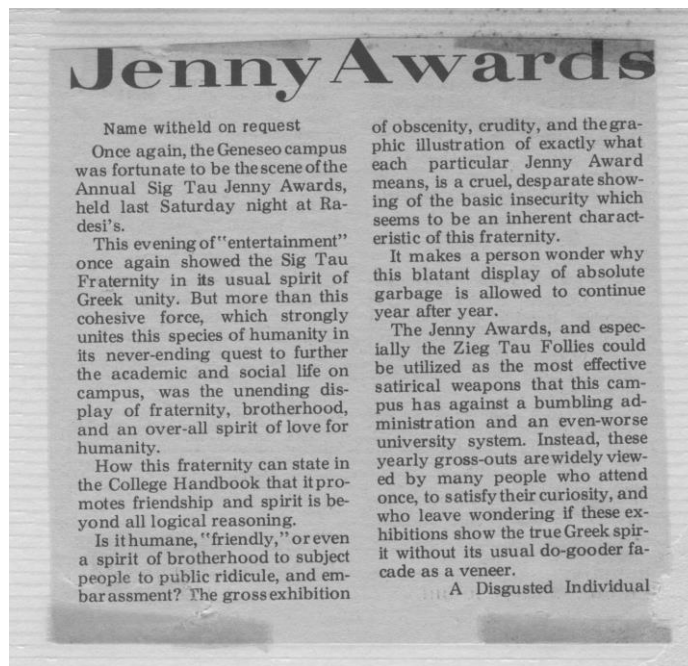 Jenny Awards
Name witheld on request
Once again, the Geneseo campus
was fortunate to be the scene of the
Annual Sig Tau Jenny Awards,
held last Saturday night at Ra-
desi's.
This evening of "entertainment"
once again showed the Sig Tau
Fraternity in its usual spirit of
Greek unity. But more than this
cohesive force, which strongly
unites this species of humanity in
its never-ending quest to further
the academic and social life on
campus, was the unending dis-
play of fraternity, brotherhood,
and an over-all spirit of love for
humanity.
How this fraternity can state in
the College Handbook that it pro-
motes friendship and spirit is be-
yond all logical reasoning.
Is it humane, "friendly," or even
a spirit of brotherhood to subject
people to public ridicule, and em-
barassment? The gross exhibition
of obscenity, crudity, and the gra-
phic illustration of exactly what
each particular Jenny Award
means, is a cruel, desparate show-
ing of the basic insecurity which
seems to be an inherent charact-
eristic of this fraternity.
It makes a person wonder why
this blatant display of absolute
garbage is allowed to continue
year after year.
The Jenny Awards, and espec-
ially the Zieg Tau Follies could
be utilized as the most effective
satirical weapons that this cam-
pus has against a bumbling ad-
ministration and an even-worse
university system. Instead, these
yearly gross-outs are widely view-
ed by many people who attend
once, to satisfy their curiosity, and
who leave wondering if these ex-
hibitions show the true Greek spir-
it without its usual do-gooder fa-
cade as a veneer.
A Disgusted Individual